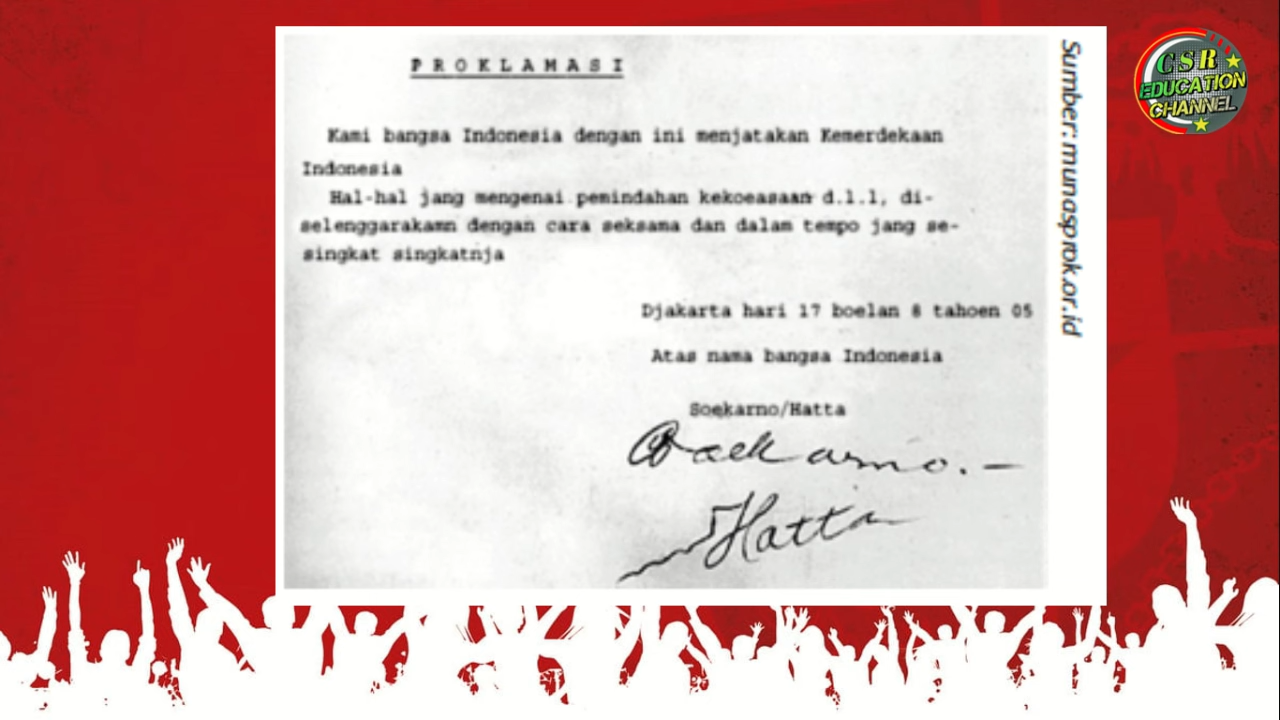 PROKLAMASI
Kami bangsa Indonesia dengan ini menjatakan Kemerdekaan
Indonesia
Hal-hal jang mengenai pemindahan kekoeasaan d.l.l, di-
selenggarakamn dengan cara seksama dan dalam tempo jang se-
singkat singkatnja
Djakarta hari 17 boelan 8 tahoen 05
Atas nama bangsa Indonesia
Soekarno/Hatta
Soekarno.—
Hatta
Sumber:munasprok.or.id
CSR
EDUCATION
CHANNEL